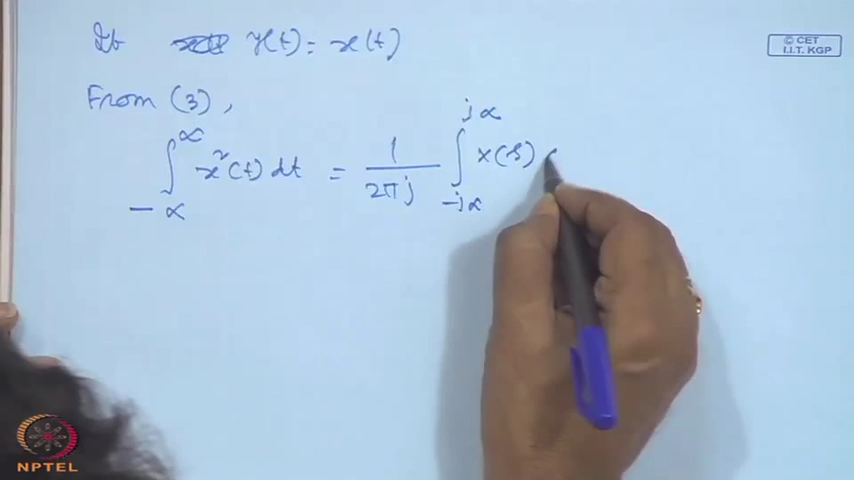 © CET
I.I.T. KGP
If y(t) = x(t)
From (3),
∫_{-∞}^{∞} x²(t) dt = 1/(2πj) ∫_{-j∞}^{j∞} X(s)
NPTEL